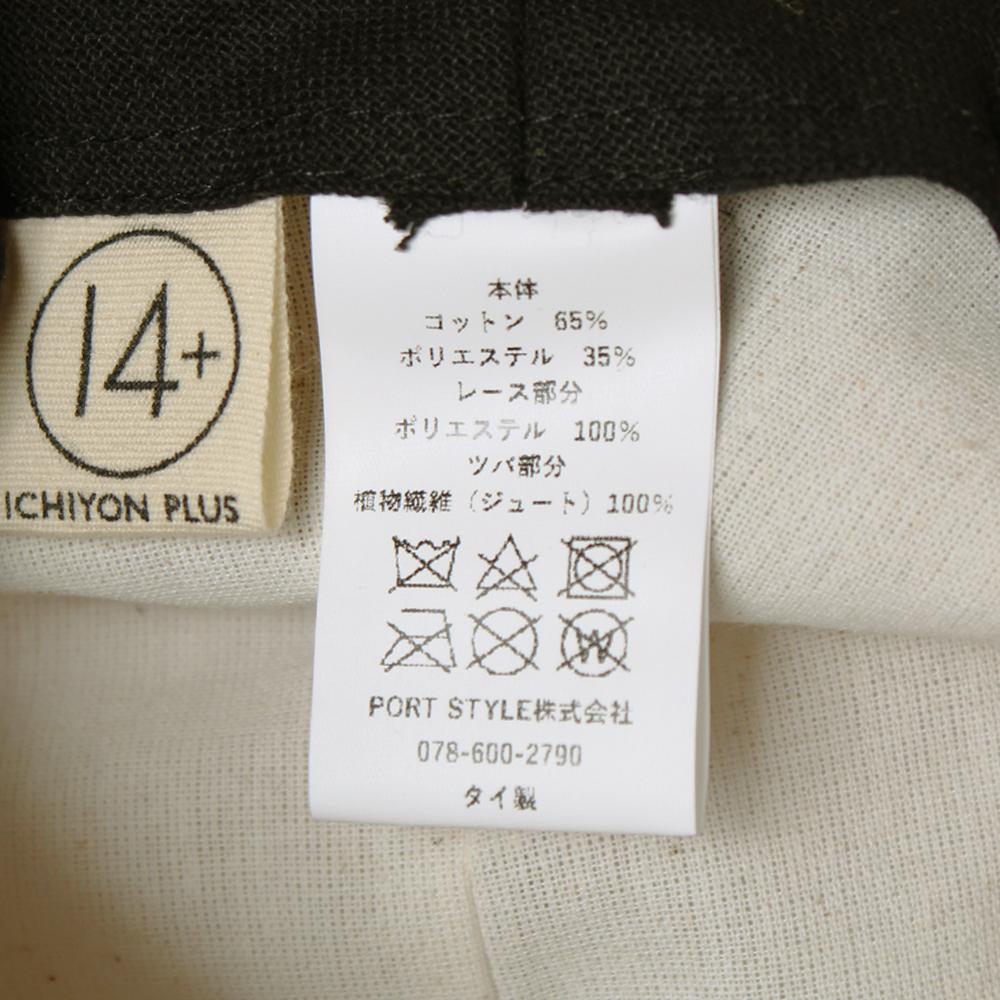 14+
ICHIYON PLUS
本体
コットン 65%
ポリエステル 35%
レース部分
ポリエステル 100%
ツバ部分
植物繊維（ジュート）100%
W
PORT STYLE株式会社
078-600-2790
タイ製